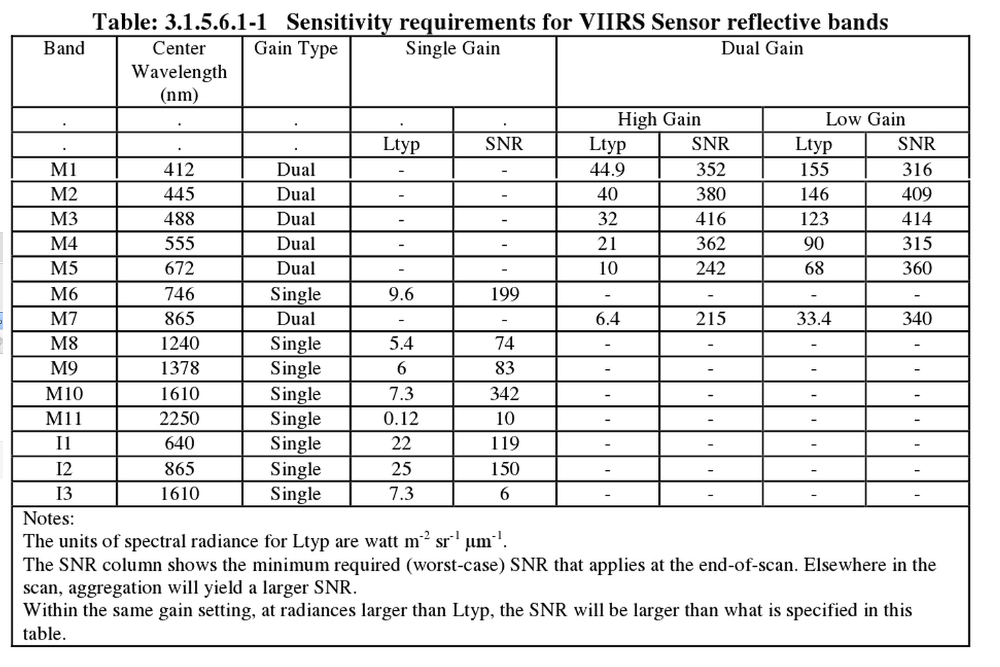 Table: 3.1.5.6.1-1 Sensitivity requirements for VIIRS Sensor reflective bands
Band Center Gain Type Single Gain Dual Gain
Wavelength
(nm)
. . . . . High Gain Low Gain
. . . Ltyp SNR Ltyp SNR Ltyp SNR
M1 412 Dual - - 44.9 352 155 316
M2 445 Dual - - 40 380 146 409
M3 488 Dual - - 32 416 123 414
M4 555 Dual - - 21 362 90 315
M5 672 Dual - - 10 242 68 360
M6 746 Single 9.6 199 - - - -
M7 865 Dual - - 6.4 215 33.4 340
M8 1240 Single 5.4 74 - - - -
M9 1378 Single 6 83 - - - -
M10 1610 Single 7.3 342 - - - -
M11 2250 Single 0.12 10 - - - -
I1 640 Single 22 119 - - - -
I2 865 Single 25 150 - - - -
I3 1610 Single 7.3 6 - - - -
Notes:
The units of spectral radiance for Ltyp are watt m⁻² sr⁻¹ μm⁻¹.
The SNR column shows the minimum required (worst-case) SNR that applies at the end-of-scan. Elsewhere in the
scan, aggregation will yield a larger SNR.
Within the same gain setting, at radiances larger than Ltyp, the SNR will be larger than what is specified in this
table.